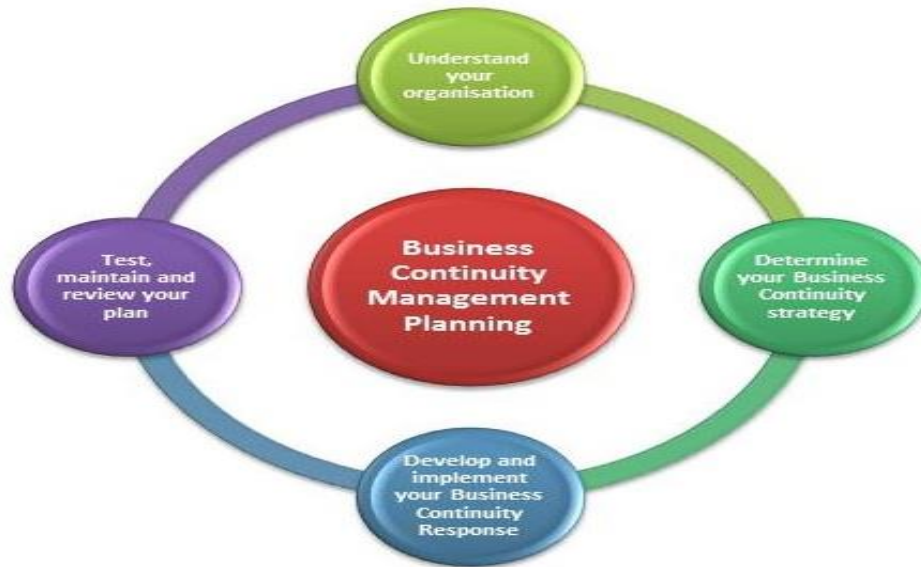 Understand
your
organisation
Business
Continuity
Management
Planning
Test,
maintain and
review your
plan
Determine
your Business
Continuity
strategy
Develop and
implement
your Business
Continuity
Response